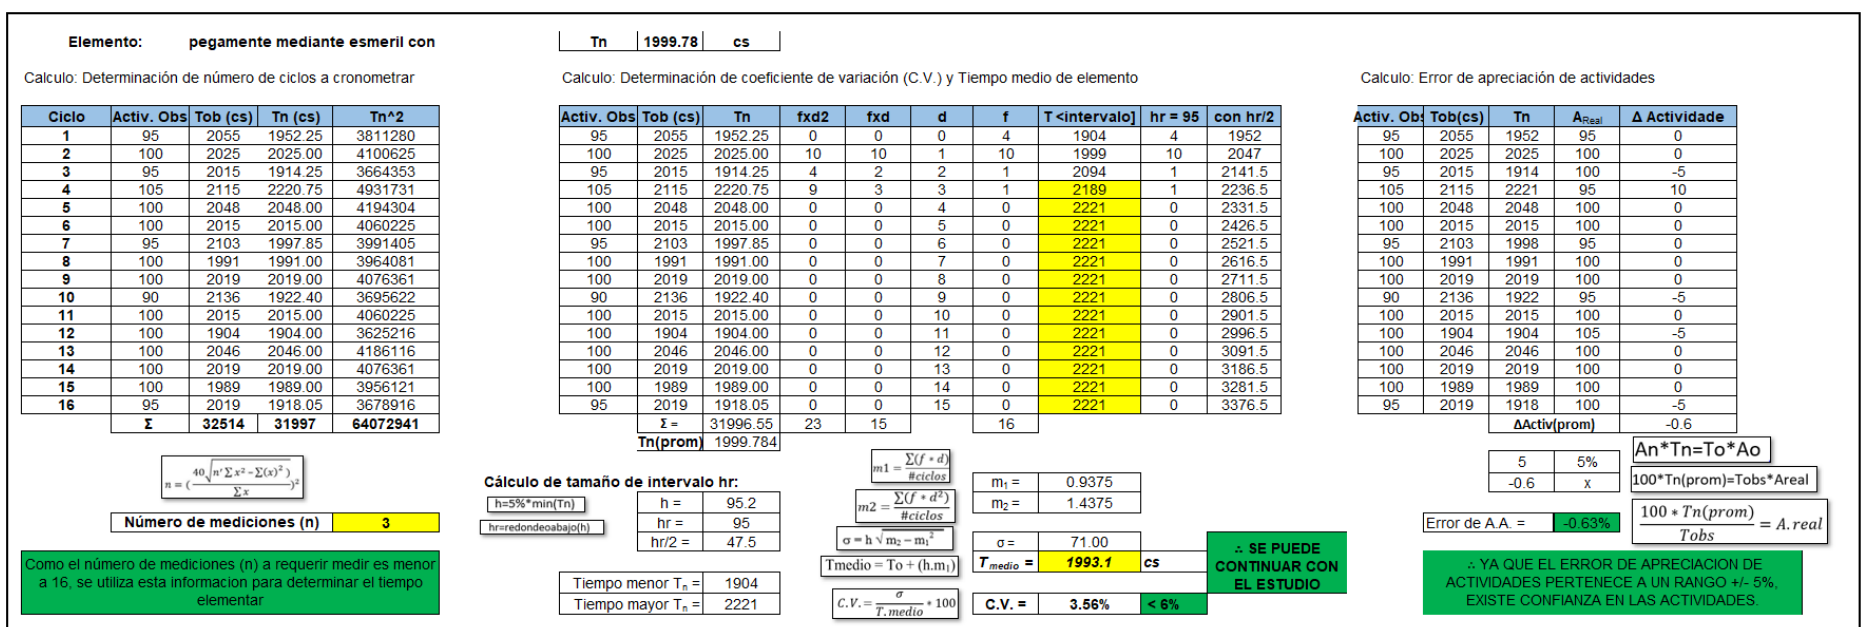 Elemento: pegamente mediante esmeril con
Tn 1999.78 cs
Calculo: Determinación de número de ciclos a cronometrar
Ciclo Activ. Obs Tob (cs) Tn (cs) Tn^2
1 95 2055 1952.25 3811280
2 100 2025 2025.00 4100625
3 95 2015 1914.25 3664353
4 105 2115 2220.75 4931731
5 100 2048 2048.00 4194304
6 100 2015 2015.00 4060225
7 95 2103 1997.85 3991405
8 100 1991 1991.00 3964081
9 100 2019 2019.00 4076361
10 90 2136 1922.40 3695622
11 100 2015 2015.00 4060225
12 100 1904 1904.00 3625216
13 100 2046 2046.00 4186116
14 100 2019 2019.00 4076361
15 100 1989 1989.00 3956121
16 95 2019 1918.05 3678916
Σ 32514 31997 64072941
n = (40√n'Σx² − Σ(x)² / Σx)²
Número de mediciones (n) 3
Como el número de mediciones (n) a requerir medir es menor
a 16, se utiliza esta informacion para determinar el tiempo
elementar
Calculo: Determinación de coeficiente de variación (C.V.) y Tiempo medio de elemento
Activ. Obs Tob (cs) Tn fxd2 fxd d f T <intervalo] hr = 95 con hr/2
95 2055 1952.25 0 0 0 4 1904 4 1952
100 2025 2025.00 10 10 1 10 1999 10 2047
95 2015 1914.25 4 2 2 1 2094 1 2141.5
105 2115 2220.75 9 3 3 1 2189 1 2236.5
100 2048 2048.00 0 0 4 0 2221 0 2331.5
100 2015 2015.00 0 0 5 0 2221 0 2426.5
95 2103 1997.85 0 0 6 0 2221 0 2521.5
100 1991 1991.00 0 0 7 0 2221 0 2616.5
100 2019 2019.00 0 0 8 0 2221 0 2711.5
90 2136 1922.40 0 0 9 0 2221 0 2806.5
100 2015 2015.00 0 0 10 0 2221 0 2901.5
100 1904 1904.00 0 0 11 0 2221 0 2996.5
100 2046 2046.00 0 0 12 0 2221 0 3091.5
100 2019 2019.00 0 0 13 0 2221 0 3186.5
100 1989 1989.00 0 0 14 0 2221 0 3281.5
95 2019 1918.05 0 0 15 0 2221 0 3376.5
Σ = 31996.55 23 15 16
Tn(prom) 1999.784
Cálculo de tamaño de intervalo hr:
h=5%*min(Tn) h = 95.2
hr=redondeoabajo(h) hr = 95
hr/2 = 47.5
Tiempo menor Tn = 1904
Tiempo mayor Tn = 2221
m1 = Σ(f * d) / #ciclos
m2 = Σ(f * d²) / #ciclos
σ = h √m₂ − m₁²
Tmedio = To + (h.m₁)
C.V. = σ / T.medio * 100
m₁ = 0.9375
m₂ = 1.4375
σ = 71.00
Tmedio = 1993.1 cs
C.V. = 3.56% < 6%
∴ SE PUEDE
CONTINUAR CON
EL ESTUDIO
Calculo: Error de apreciación de actividades
Activ. Obs Tob(cs) Tn AReal Δ Actividade
95 2055 1952 95 0
100 2025 2025 100 0
95 2015 1914 100 -5
105 2115 2221 95 10
100 2048 2048 100 0
100 2015 2015 100 0
95 2103 1998 95 0
100 1991 1991 100 0
100 2019 2019 100 0
90 2136 1922 95 -5
100 2015 2015 100 0
100 1904 1904 105 -5
100 2046 2046 100 0
100 2019 2019 100 0
100 1989 1989 100 0
95 2019 1918 100 -5
ΔActiv(prom) -0.6
5 5%
-0.6 x
Error de A.A. = -0.63%
An*Tn=To*Ao
100*Tn(prom)=Tobs*Areal
100 * Tn(prom) / Tobs = A.real
∴ YA QUE EL ERROR DE APRECIACION DE
ACTIVIDADES PERTENECE A UN RANGO +/- 5%,
EXISTE CONFIANZA EN LAS ACTIVIDADES.